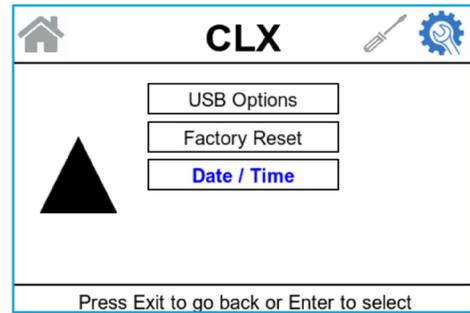 CLX
USB Options
Factory Reset
Date / Time
Press Exit to go back or Enter to select